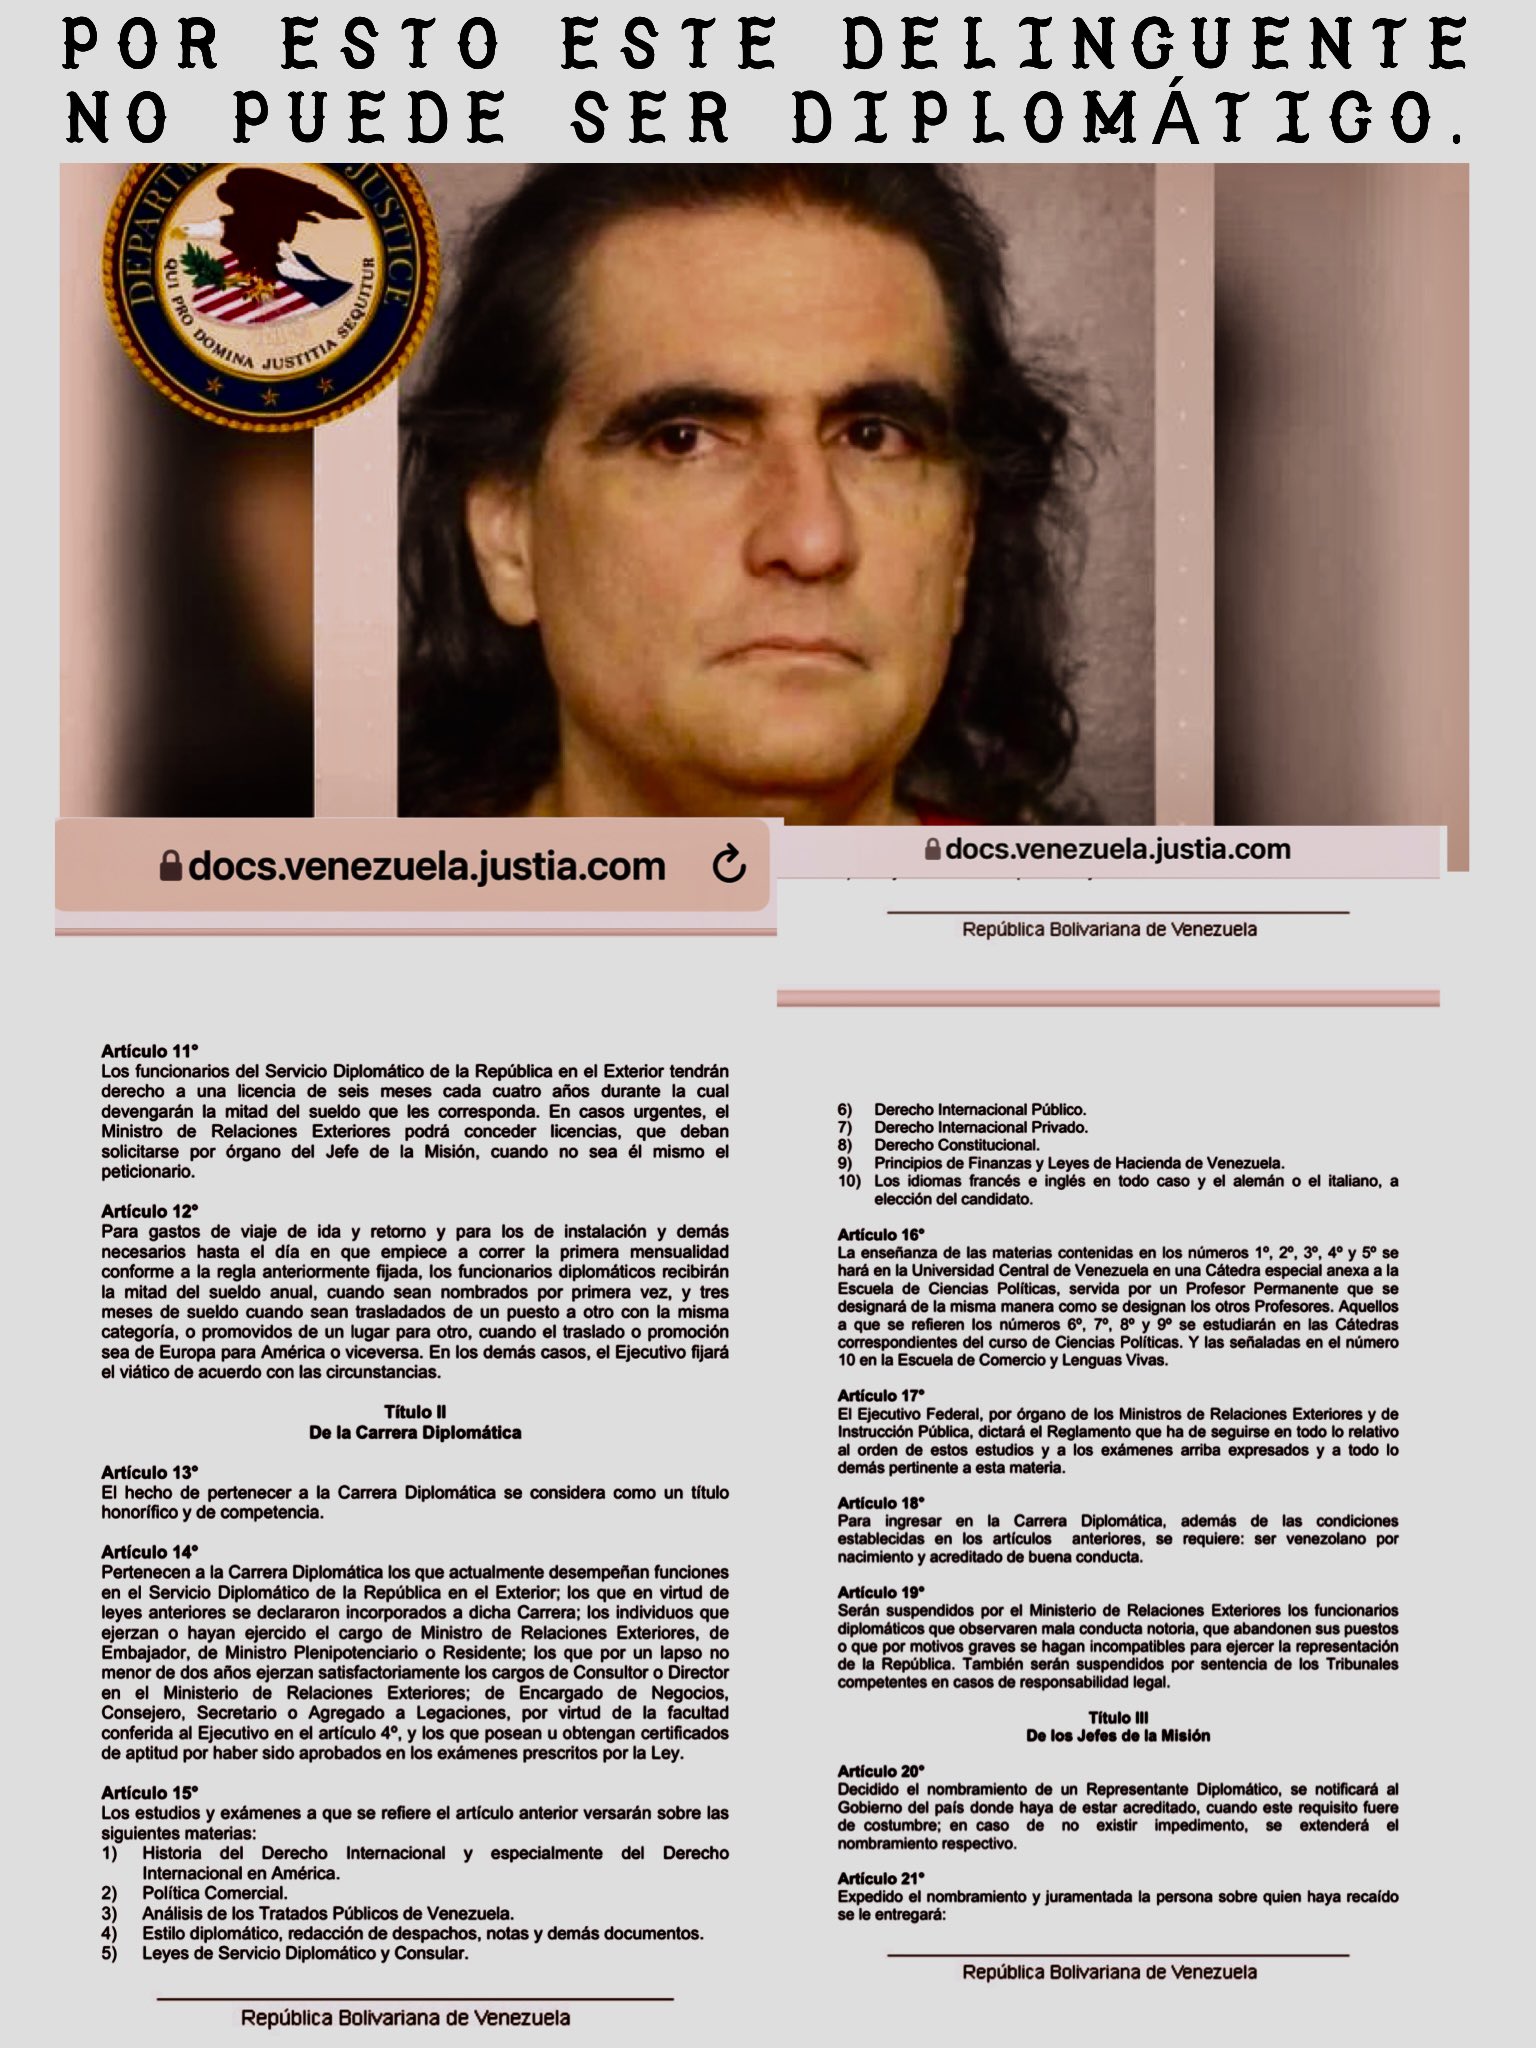 POR ESTO ESTE DELINGUENTE
NO PUEDE SER DIPLOMÁTIGO.
DEPARTM JUSTICE
QUI PRO DOMINA JUSTITIA SEQUITUR
docs.venezuela.justia.com
Artículo 11°
Los funcionarios del Servicio Diplomático de la República en el Exterior tendrán
derecho a una licencia de seis meses cada cuatro años durante la cual
devengarán la mitad del sueldo que les corresponda. En casos urgentes, el
Ministro de Relaciones Exteriores podrá conceder licencias, que deban
solicitarse por órgano del Jefe de la Misión, cuando no sea él mismo el
peticionario.
Artículo 12°
Para gastos de viaje de ida y retorno y para los de instalación y demás
necesarios hasta el día en que empiece a correr la primera mensualidad
conforme a la regla anteriormente fijada, los funcionarios diplomáticos recibirán
la mitad del sueldo anual, cuando sean nombrados por primera vez, y tres
meses de sueldo cuando sean trasladados de un puesto a otro con la misma
categoría, o promovidos de un lugar para otro, cuando el traslado o promoción
sea de Europa para América o viceversa. En los demás casos, el Ejecutivo fijará
el viático de acuerdo con las circunstancias.
Título II
De la Carrera Diplomática
Artículo 13°
El hecho de pertenecer a la Carrera Diplomática se considera como un título
honorífico y de competencia.
Artículo 14°
Pertenecen a la Carrera Diplomática los que actualmente desempeñan funciones
en el Servicio Diplomático de la República en el Exterior; los que en virtud de
leyes anteriores se declararon incorporados a dicha Carrera; los individuos que
ejerzan o hayan ejercido el cargo de Ministro de Relaciones Exteriores, de
Embajador, de Ministro Plenipotenciario o Residente; los que por un lapso no
menor de dos años ejerzan satisfactoriamente los cargos de Consultor o Director
en el Ministerio de Relaciones Exteriores; de Encargado de Negocios,
Consejero, Secretario o Agregado a Legaciones, por virtud de la facultad
conferida al Ejecutivo en el artículo 4º, y los que posean u obtengan certificados
de aptitud por haber sido aprobados en los exámenes prescritos por la Ley.
Artículo 15°
Los estudios y exámenes a que se refiere el artículo anterior versarán sobre las
siguientes materias:
1) Historia del Derecho Internacional y especialmente del Derecho
Internacional en América.
2) Política Comercial.
3) Análisis de los Tratados Públicos de Venezuela.
4) Estilo diplomático, redacción de despachos, notas y demás documentos.
5) Leyes de Servicio Diplomático y Consular.
República Bolivariana de Venezuela
docs.venezuela.justia.com
República Bolivariana de Venezuela
6) Derecho Internacional Público.
7) Derecho Internacional Privado.
8) Derecho Constitucional.
9) Principios de Finanzas y Leyes de Hacienda de Venezuela.
10) Los idiomas francés e inglés en todo caso y el alemán o el italiano, a
elección del candidato.
Artículo 16°
La enseñanza de las materias contenidas en los números 1º, 2º, 3º, 4º y 5º se
hará en la Universidad Central de Venezuela en una Cátedra especial anexa a la
Escuela de Ciencias Políticas, servida por un Profesor Permanente que se
designará de la misma manera como se designan los otros Profesores. Aquellos
a que se refieren los números 6º, 7º, 8º y 9º se estudiarán en las Cátedras
correspondientes del curso de Ciencias Políticas. Y las señaladas en el número
10 en la Escuela de Comercio y Lenguas Vivas.
Artículo 17°
El Ejecutivo Federal, por órgano de los Ministros de Relaciones Exteriores y de
Instrucción Pública, dictará el Reglamento que ha de seguirse en todo lo relativo
al orden de estos estudios y a los exámenes arriba expresados y a todo lo
demás pertinente a esta materia.
Artículo 18°
Para ingresar en la Carrera Diplomática, además de las condiciones
establecidas en los artículos anteriores, se requiere: ser venezolano por
nacimiento y acreditado de buena conducta.
Artículo 19°
Serán suspendidos por el Ministerio de Relaciones Exteriores los funcionarios
diplomáticos que observaren mala conducta notoria, que abandonen sus puestos
o que por motivos graves se hagan incompatibles para ejercer la representación
de la República. También serán suspendidos por sentencia de los Tribunales
competentes en casos de responsabilidad legal.
Título III
De los Jefes de la Misión
Artículo 20°
Decidido el nombramiento de un Representante Diplomático, se notificará al
Gobierno del país donde haya de estar acreditado, cuando este requisito fuere
de costumbre; en caso de no existir impedimento, se extenderá el
nombramiento respectivo.
Artículo 21°
Expedido el nombramiento y juramentada la persona sobre quien haya recaído
se le entregará:
República Bolivariana de Venezuela